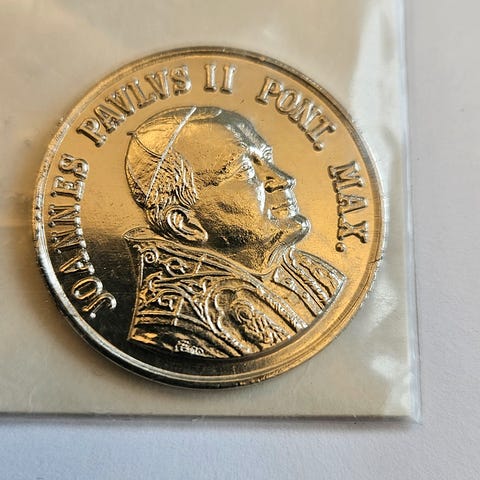 JOANNES PAVLVS II PONT. MAX.